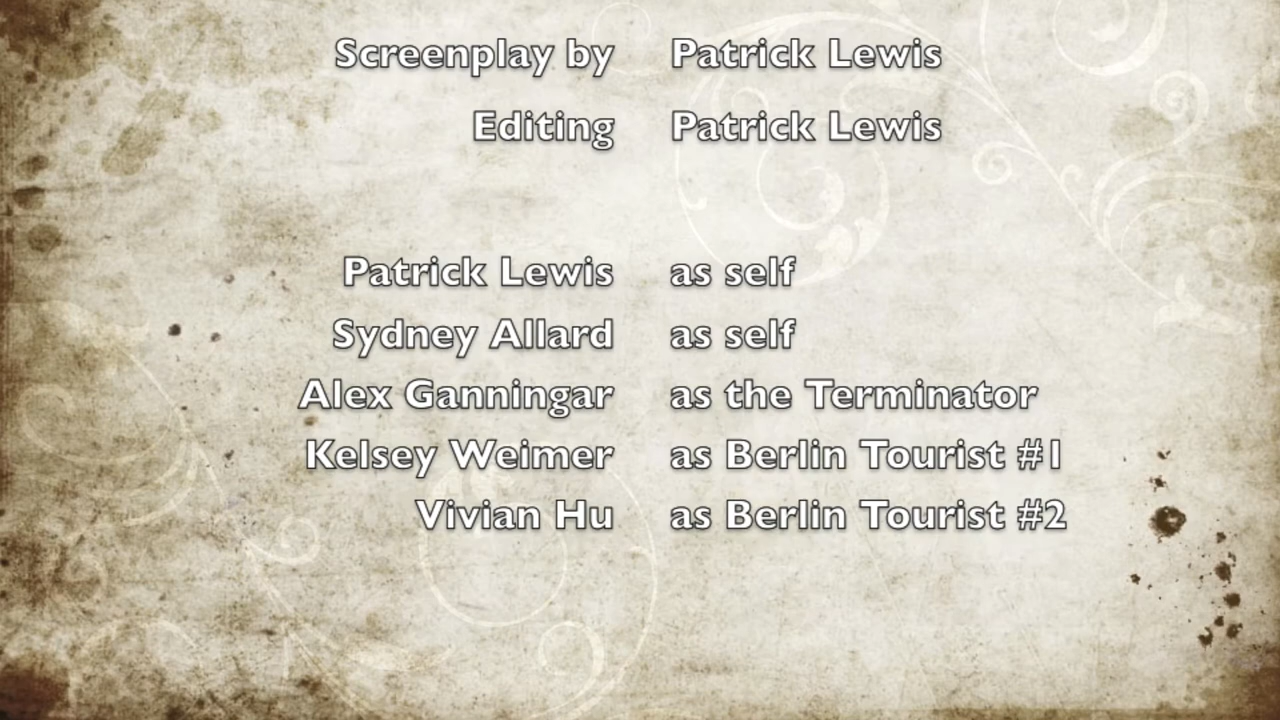 Screenplay by Patrick Lewis
Editing Patrick Lewis
Patrick Lewis as self
Sydney Allard as self
Alex Ganningar as the Terminator
Kelsey Weimer as Berlin Tourist #1
Vivian Hu as Berlin Tourist #2